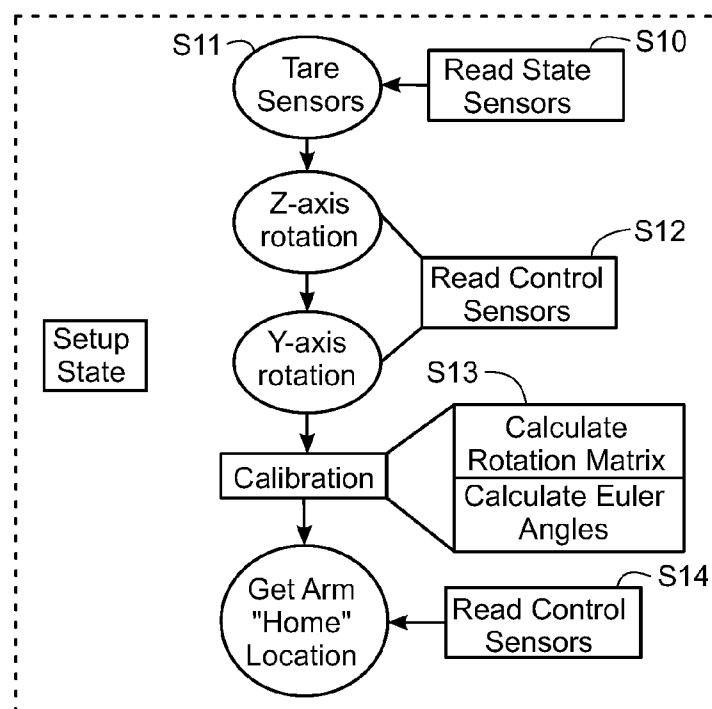 S11
Tare
Sensors
S10
Read State
Sensors
Z-axis
rotation
S12
Read Control
Sensors
Setup
State
Y-axis
rotation
S13
Calculate
Rotation Matrix
Calibration
Calculate Euler
Angles
S14
Get Arm
"Home"
Location
Read Control
Sensors